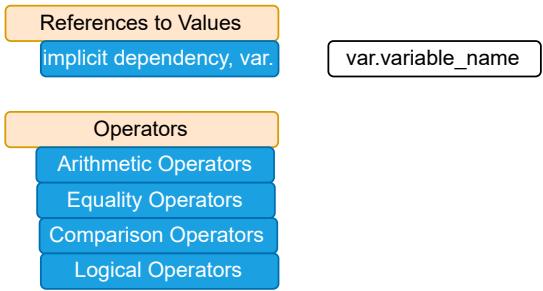 References to Values
implicit dependency, var.
var.variable_name
Operators
Arithmetic Operators
Equality Operators
Comparison Operators
Logical Operators